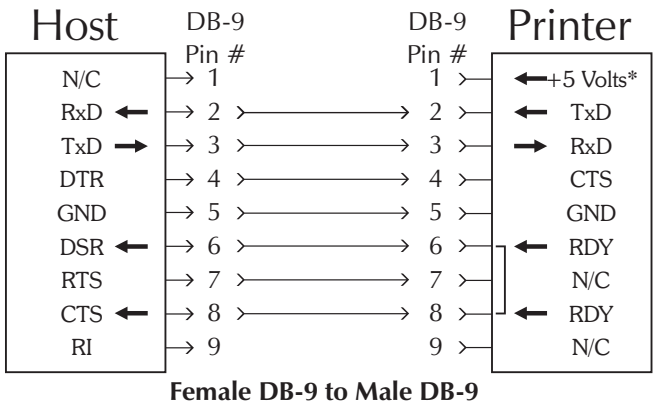 Host DB-9 DB-9 Printer
Pin # Pin #
N/C 1 1 +5 Volts*
RxD 2 2 TxD
TxD 3 3 RxD
DTR 4 4 CTS
GND 5 5 GND
DSR 6 6 RDY
RTS 7 7 N/C
CTS 8 8 RDY
RI 9 9 N/C
Female DB-9 to Male DB-9